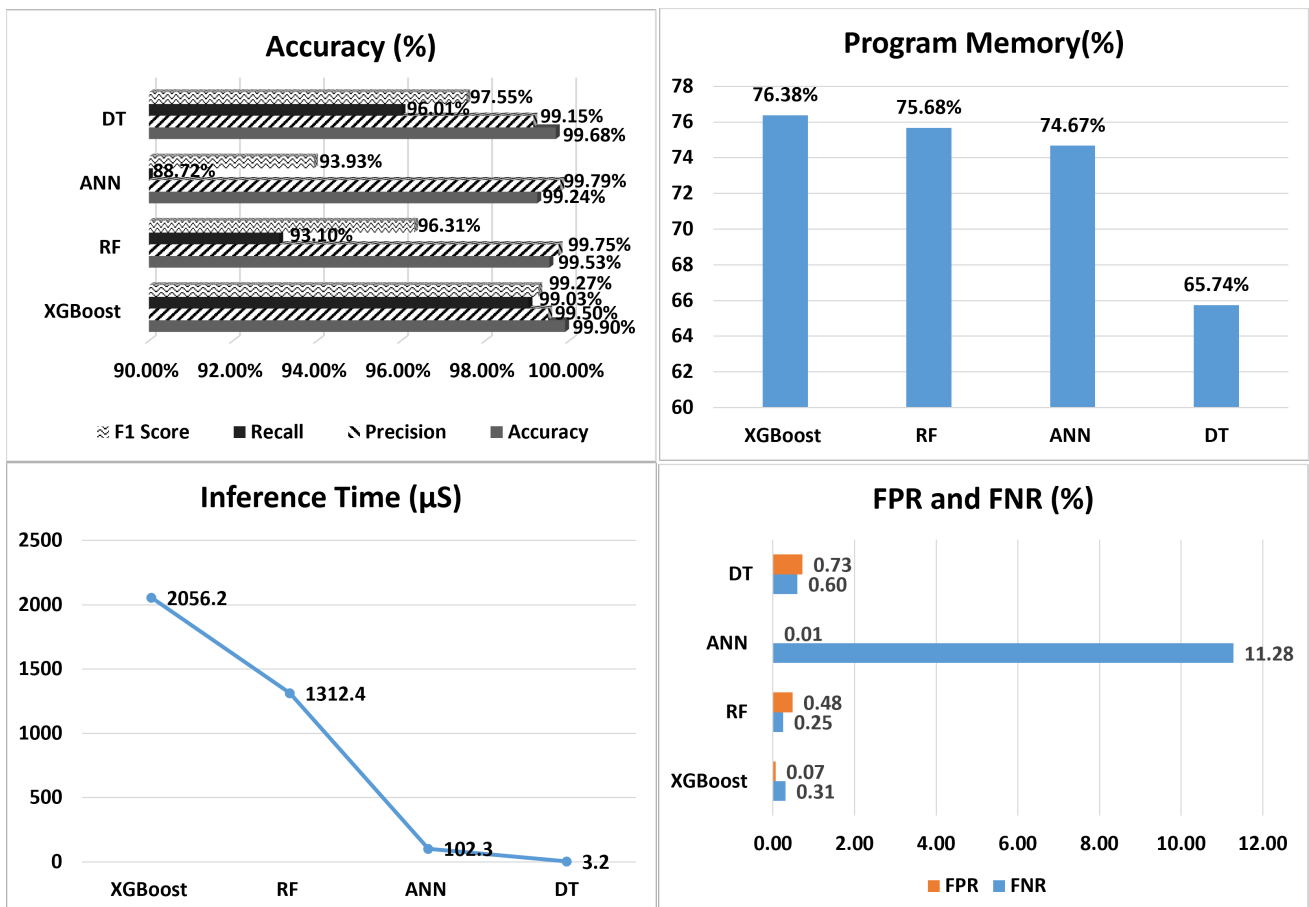 Accuracy (%)
DT
97.55%
96.01%
99.15%
99.68%
ANN
93.93%
88.72%
99.79%
99.24%
RF
96.31%
93.10%
99.75%
99.53%
XGBoost
99.27%
99.03%
99.50%
99.90%
90.00% 92.00% 94.00% 96.00% 98.00% 100.00%
F1 Score Recall Precision Accuracy
Program Memory(%)
78
76
74
72
70
68
66
64
62
60
76.38%
75.68%
74.67%
65.74%
XGBoost RF ANN DT
Inference Time (µS)
2500
2000
1500
1000
500
0
2056.2
1312.4
102.3
3.2
XGBoost RF ANN DT
FPR and FNR (%)
DT
0.73
0.60
ANN
0.01
11.28
RF
0.48
0.25
XGBoost
0.07
0.31
0.00 2.00 4.00 6.00 8.00 10.00 12.00
FPR FNR